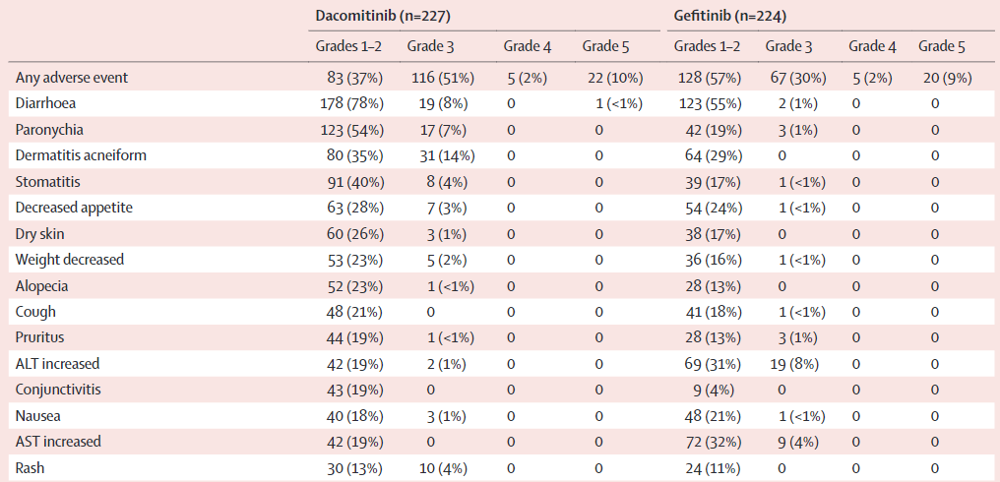 Dacomitinib (n=227) Gefitinib (n=224)
Grades 1–2 Grade 3 Grade 4 Grade 5 Grades 1–2 Grade 3 Grade 4 Grade 5
Any adverse event 83 (37%) 116 (51%) 5 (2%) 22 (10%) 128 (57%) 67 (30%) 5 (2%) 20 (9%)
Diarrhoea 178 (78%) 19 (8%) 0 1 (<1%) 123 (55%) 2 (1%) 0 0
Paronychia 123 (54%) 17 (7%) 0 0 42 (19%) 3 (1%) 0 0
Dermatitis acneiform 80 (35%) 31 (14%) 0 0 64 (29%) 0 0 0
Stomatitis 91 (40%) 8 (4%) 0 0 39 (17%) 1 (<1%) 0 0
Decreased appetite 63 (28%) 7 (3%) 0 0 54 (24%) 1 (<1%) 0 0
Dry skin 60 (26%) 3 (1%) 0 0 38 (17%) 0 0 0
Weight decreased 53 (23%) 5 (2%) 0 0 36 (16%) 1 (<1%) 0 0
Alopecia 52 (23%) 1 (<1%) 0 0 28 (13%) 0 0 0
Cough 48 (21%) 0 0 0 41 (18%) 1 (<1%) 0 0
Pruritus 44 (19%) 1 (<1%) 0 0 28 (13%) 3 (1%) 0 0
ALT increased 42 (19%) 2 (1%) 0 0 69 (31%) 19 (8%) 0 0
Conjunctivitis 43 (19%) 0 0 0 9 (4%) 0 0 0
Nausea 40 (18%) 3 (1%) 0 0 48 (21%) 1 (<1%) 0 0
AST increased 42 (19%) 0 0 0 72 (32%) 9 (4%) 0 0
Rash 30 (13%) 10 (4%) 0 0 24 (11%) 0 0 0